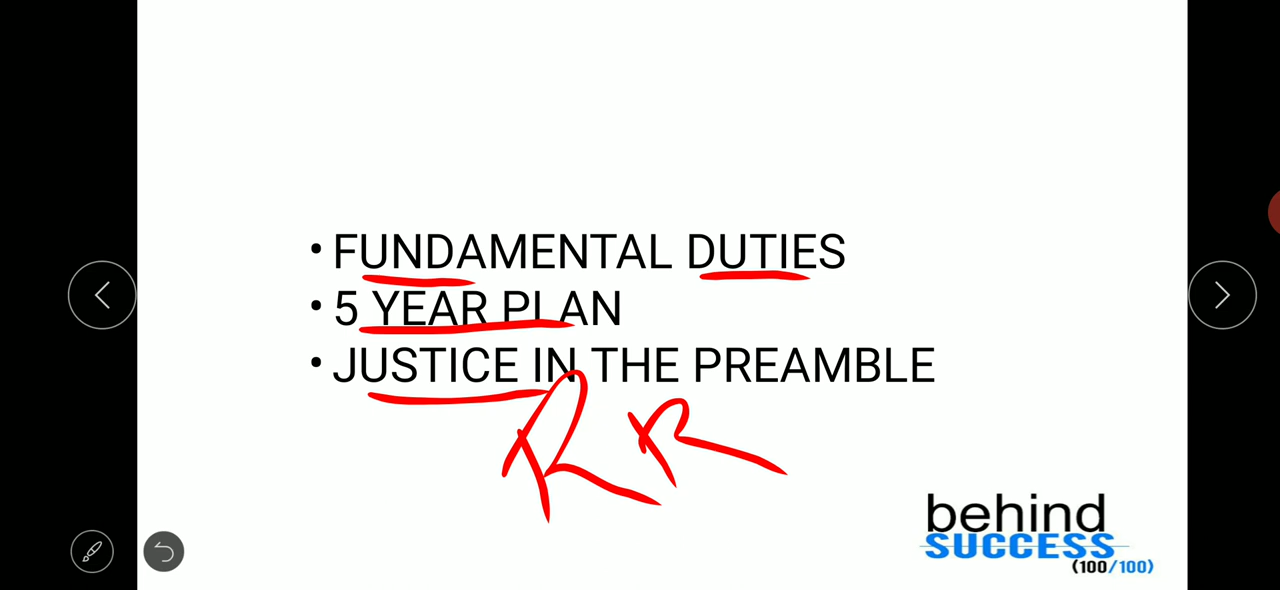 • FUNDAMENTAL DUTIES
• 5 YEAR PLAN
• JUSTICE IN THE PREAMBLE
RR
behind
SUCCESS
(100/100)